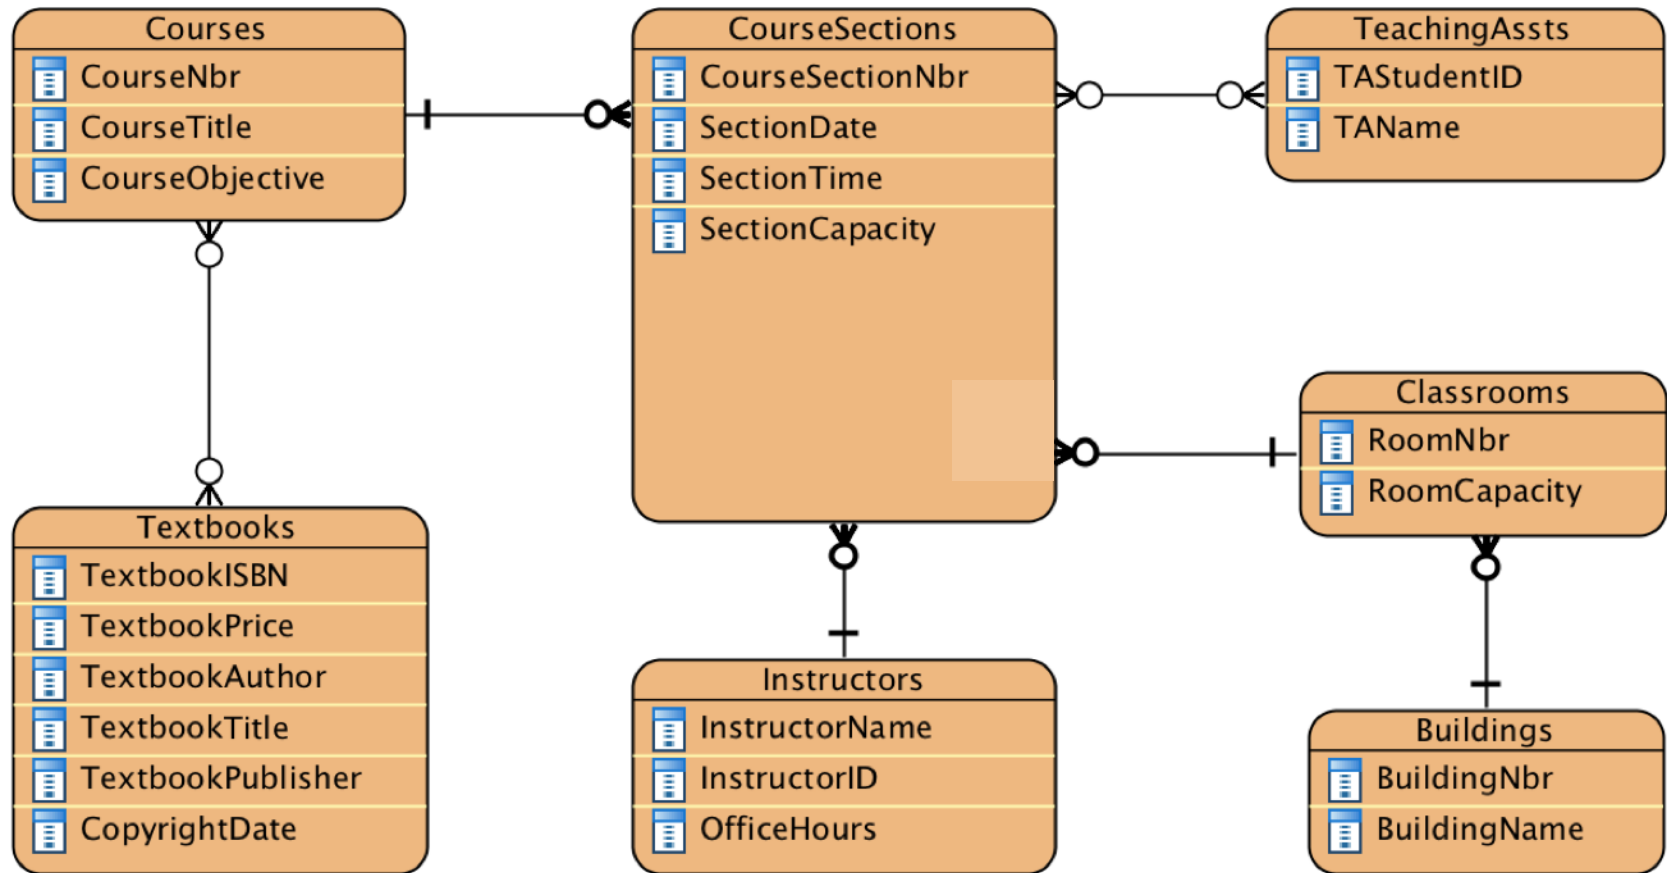 Courses
CourseNbr
CourseTitle
CourseObjective
CourseSections
CourseSectionNbr
SectionDate
SectionTime
SectionCapacity
TeachingAssts
TAStudentID
TAName
Classrooms
RoomNbr
RoomCapacity
Textbooks
TextbookISBN
TextbookPrice
TextbookAuthor
TextbookTitle
TextbookPublisher
CopyrightDate
Instructors
InstructorName
InstructorID
OfficeHours
Buildings
BuildingNbr
BuildingName